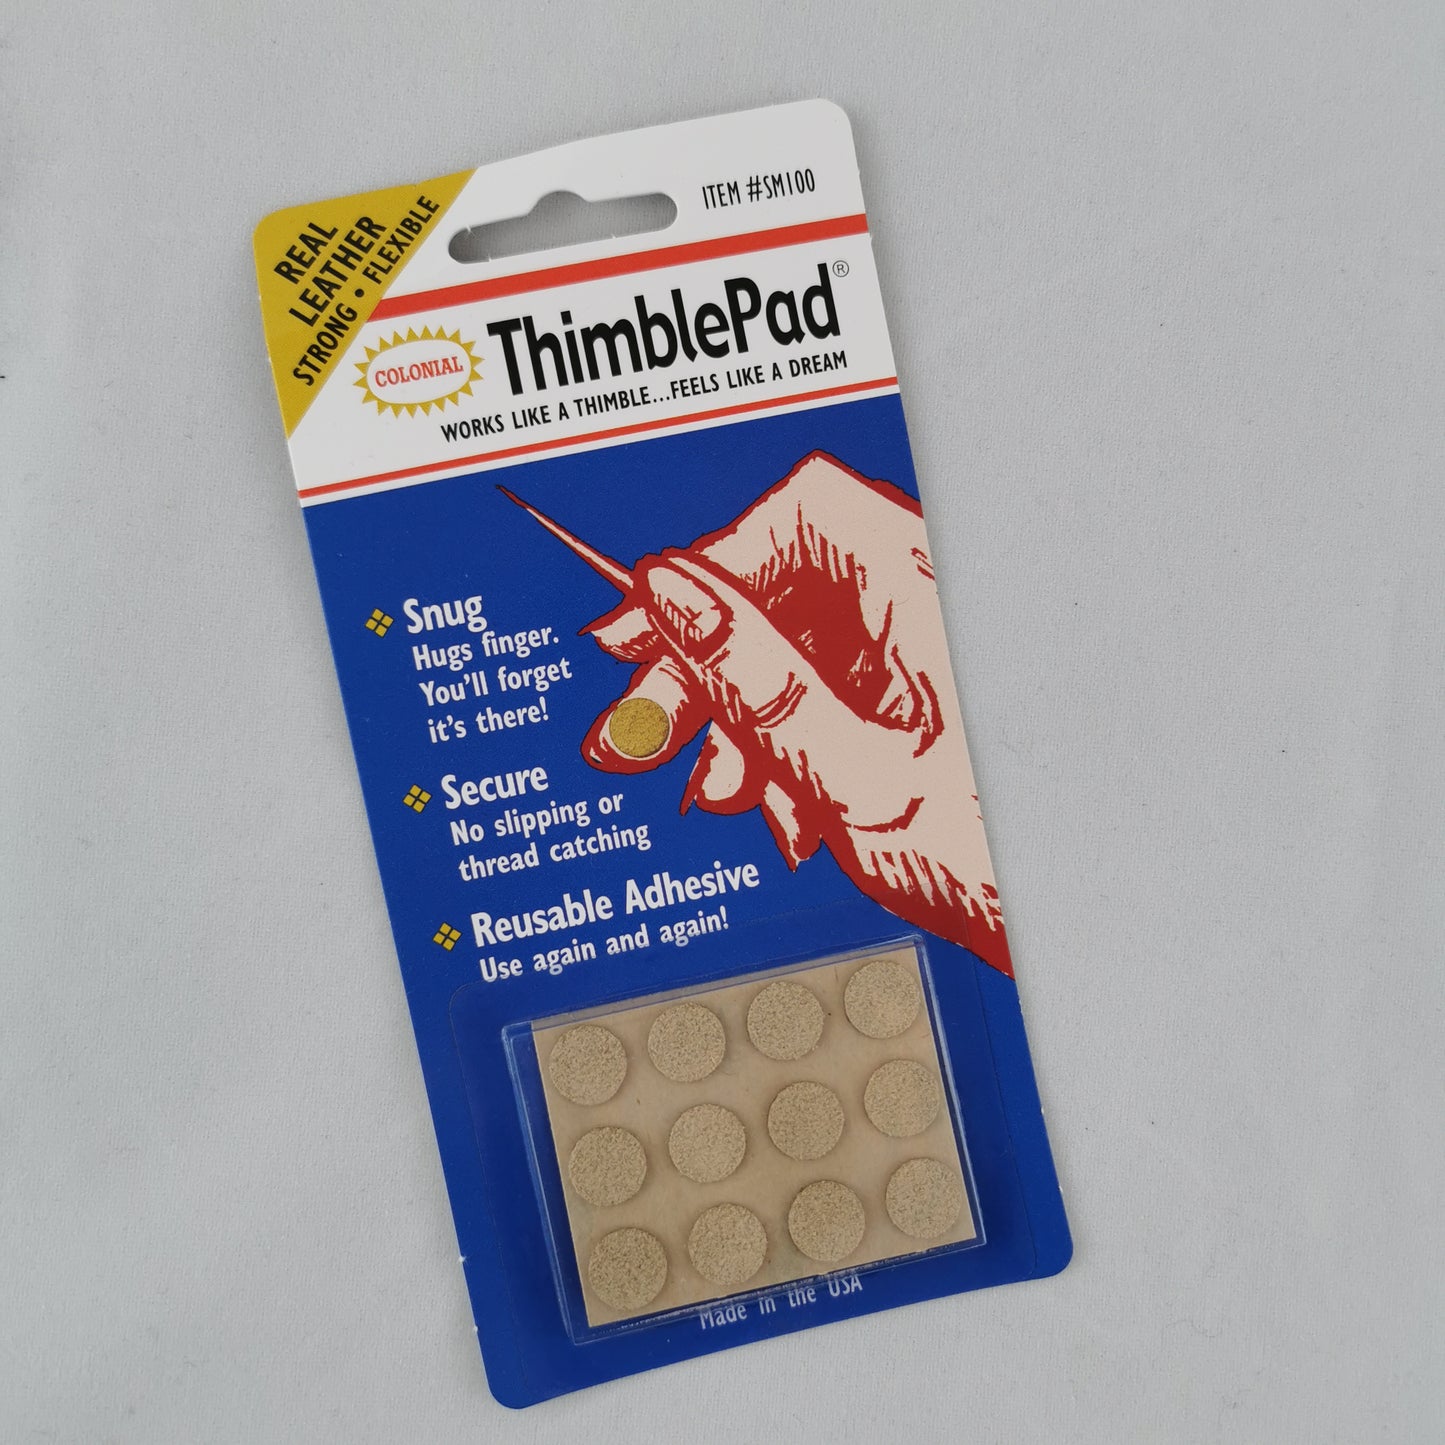 ITEM #SM100
REAL
LEATHER
STRONG • FLEXIBLE
COLONIAL
ThimblePad®
WORKS LIKE A THIMBLE...FEELS LIKE A DREAM
Snug
Hugs finger.
You'll forget
it's there!
Secure
No slipping or
thread catching
Reusable Adhesive
Use again and again!
Made in the USA